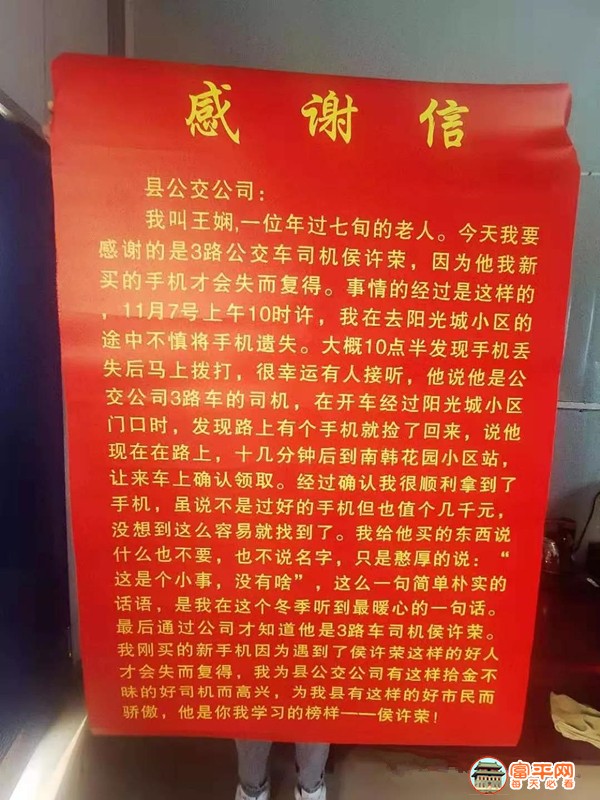 感谢信
县公交公司：
我叫王娴,一位年过七旬的老人。今天我要
感谢的是3路公交车司机侯许荣，因为他我新
买的手机才会失而复得。事情的经过是这样的
，11月7号上午10时许，我在去阳光城小区的
途中不慎将手机遗失。大概10点半发现手机丢
失后马上拨打，很幸运有人接听，他说他是公
交公司3路车的司机，在开车经过阳光城小区
门口时，发现路上有个手机就捡了回来，说他
现在在路上，十几分钟后到南韩花园小区站，
让来车上确认领取。经过确认我很顺利拿到了
手机，虽说不是过好的手机但也值个几千元，
没想到这么容易就找到了。我给他买的东西说
什么也不要，也不说名字，只是憨厚的说：“
这是个小事，没有啥”，这么一句简单朴实的
话语，是我在这个冬季听到最暖心的一句话。
最后通过公司才知道他是3路车司机侯许荣。
我刚买的新手机因为遇到了侯许荣这样的好人
才会失而复得，我为县公交公司有这样拾金不
昧的好司机而高兴，为我县有这样的好市民而
骄傲，他是你我学习的榜样——侯许荣！
富平网
每天必看